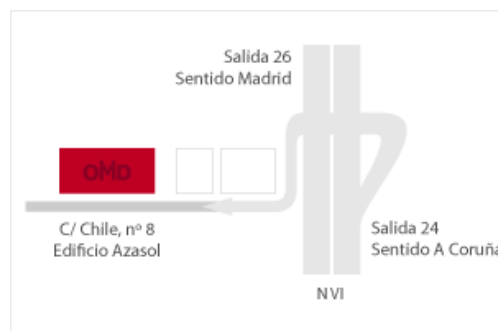 Salida 26
Sentido Madrid
OMD
C/ Chile, nº 8
Edificio Azasol
Salida 24
Sentido A Coruña
N VI